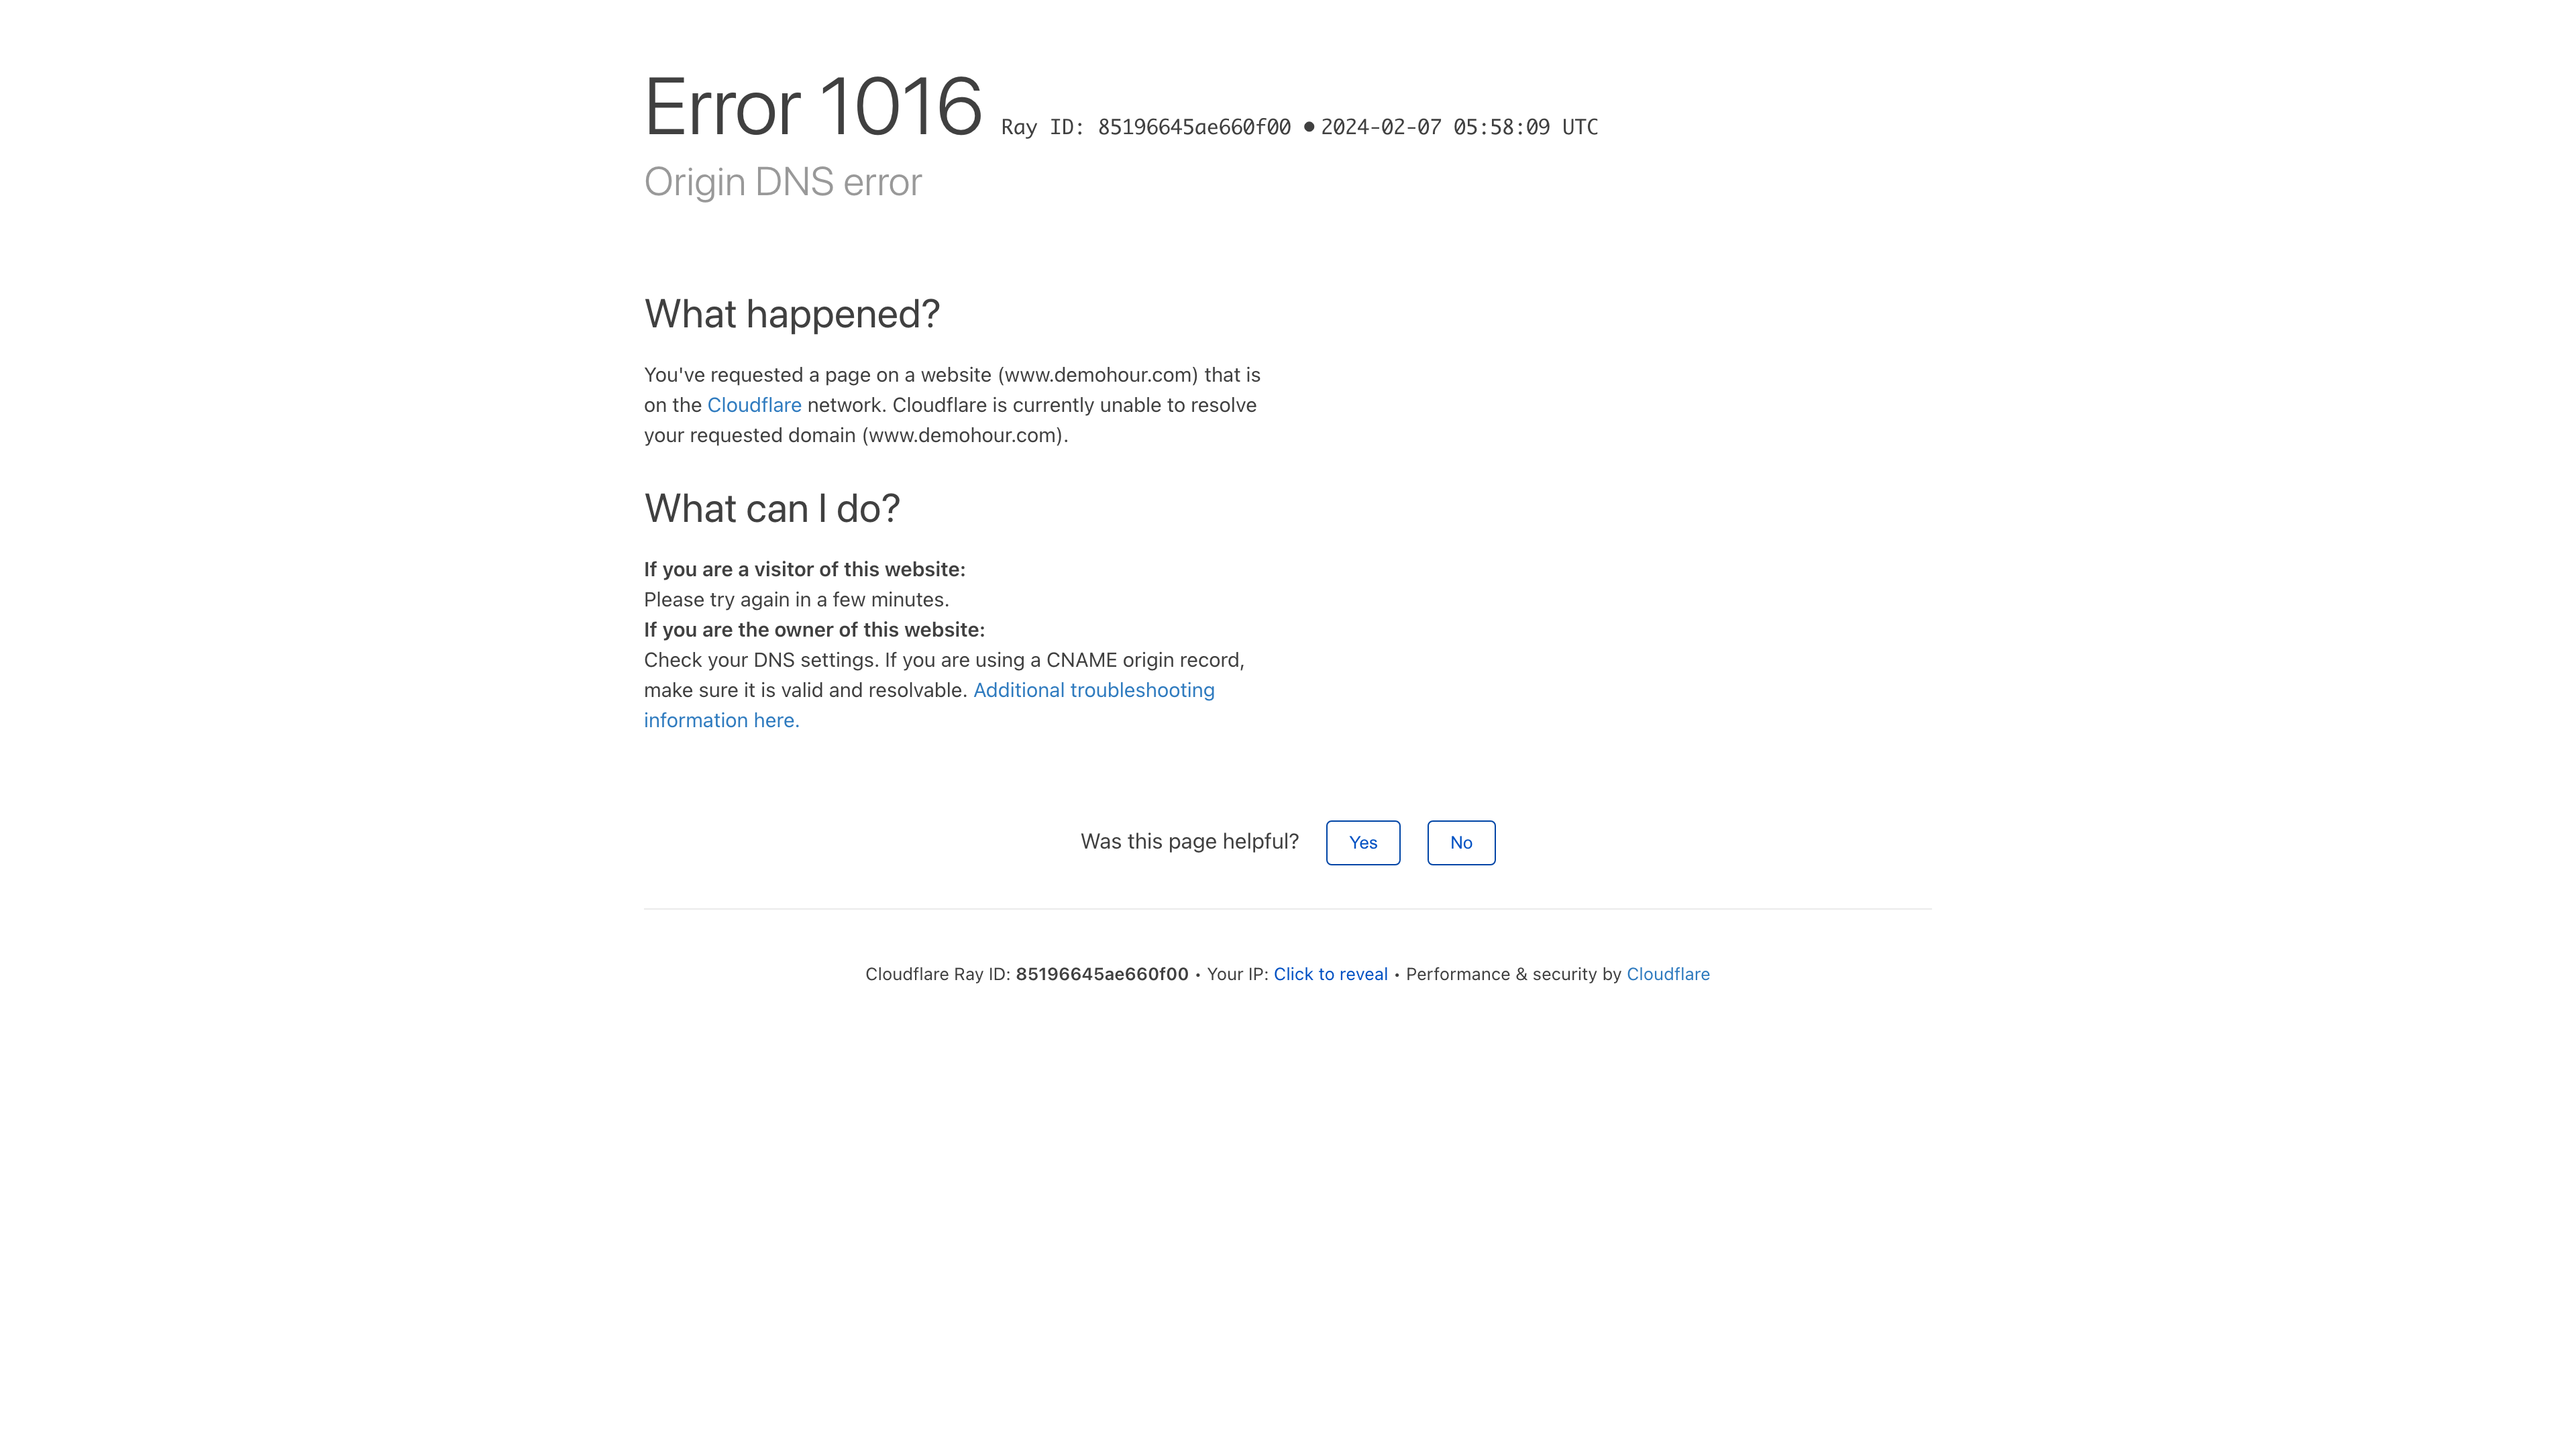 Error 1016 Ray ID: 85196645ae660f00 • 2024-02-07 05:58:09 UTC
Origin DNS error
What happened?
You've requested a page on a website (www.demohour.com) that is
on the Cloudflare network. Cloudflare is currently unable to resolve
your requested domain (www.demohour.com).
What can I do?
If you are a visitor of this website:
Please try again in a few minutes.
If you are the owner of this website:
Check your DNS settings. If you are using a CNAME origin record,
make sure it is valid and resolvable. Additional troubleshooting
information here.
Was this page helpful? Yes No
Cloudflare Ray ID: 85196645ae660f00 • Your IP: Click to reveal • Performance & security by Cloudflare